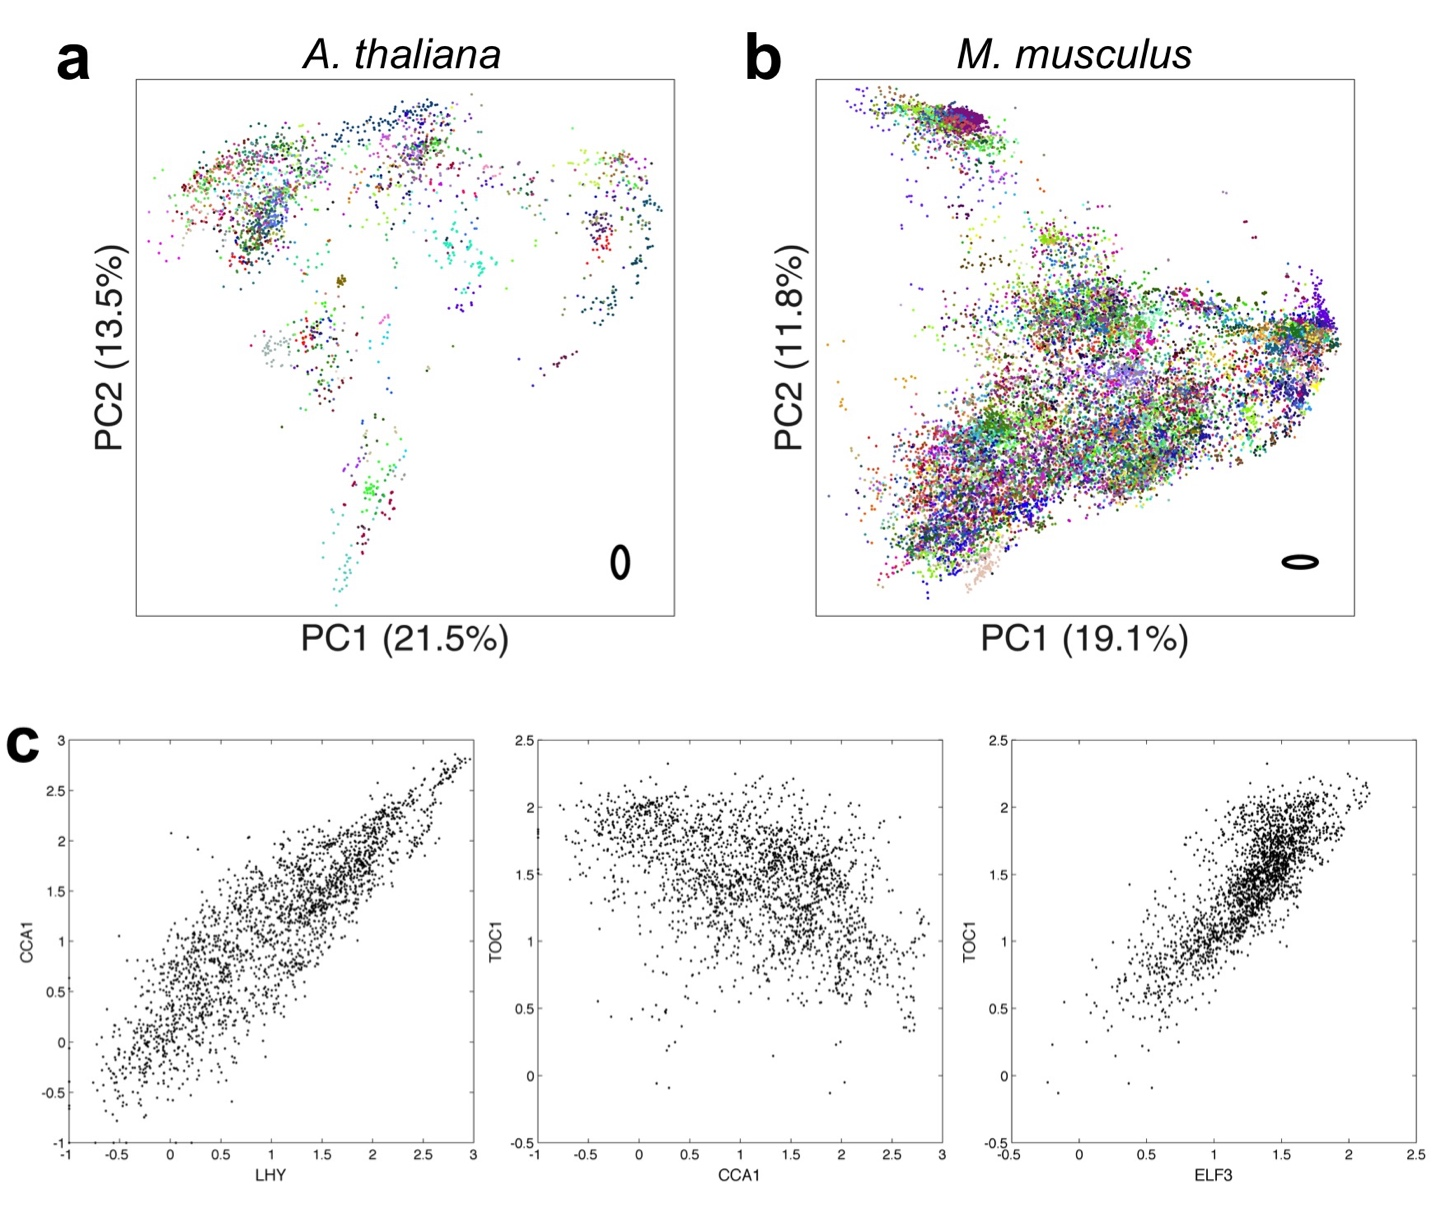 a
A. thaliana
PC2 (13.5%)
PC1 (21.5%)
b
M. musculus
PC2 (11.8%)
PC1 (19.1%)
c
CCA1
3
2.5
2
1.5
1
0.5
0
-0.5
-1
-1 -0.5 0 0.5 1 1.5 2 2.5 3
LHY
TOC1
2.5
2
1.5
1
0.5
0
-0.5
-1 -0.5 0 0.5 1 1.5 2 2.5 3
CCA1
TOC1
2.5
2
1.5
1
0.5
0
-0.5
-0.5 0 0.5 1 1.5 2 2.5
ELF3